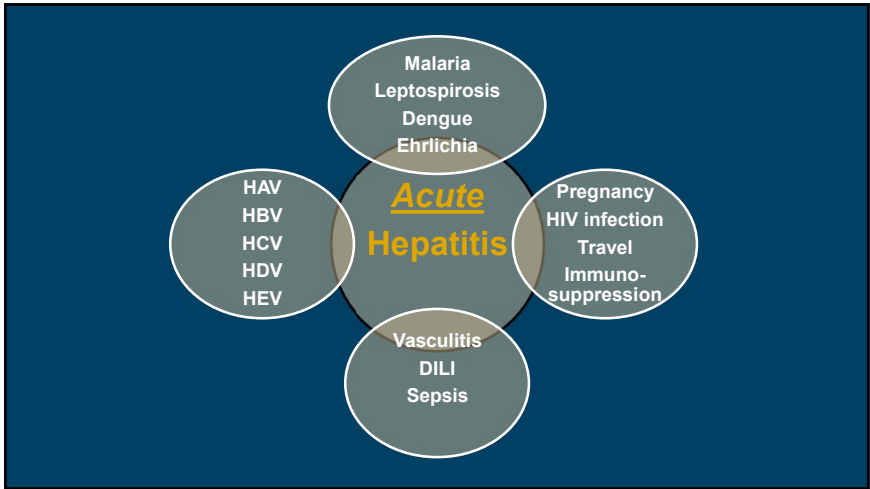 Malaria
Leptospirosis
Dengue
Ehrlichia
HAV
HBV
HCV
HDV
HEV
Acute
Hepatitis
Pregnancy
HIV infection
Travel
Immuno-
suppression
Vasculitis
DILI
Sepsis